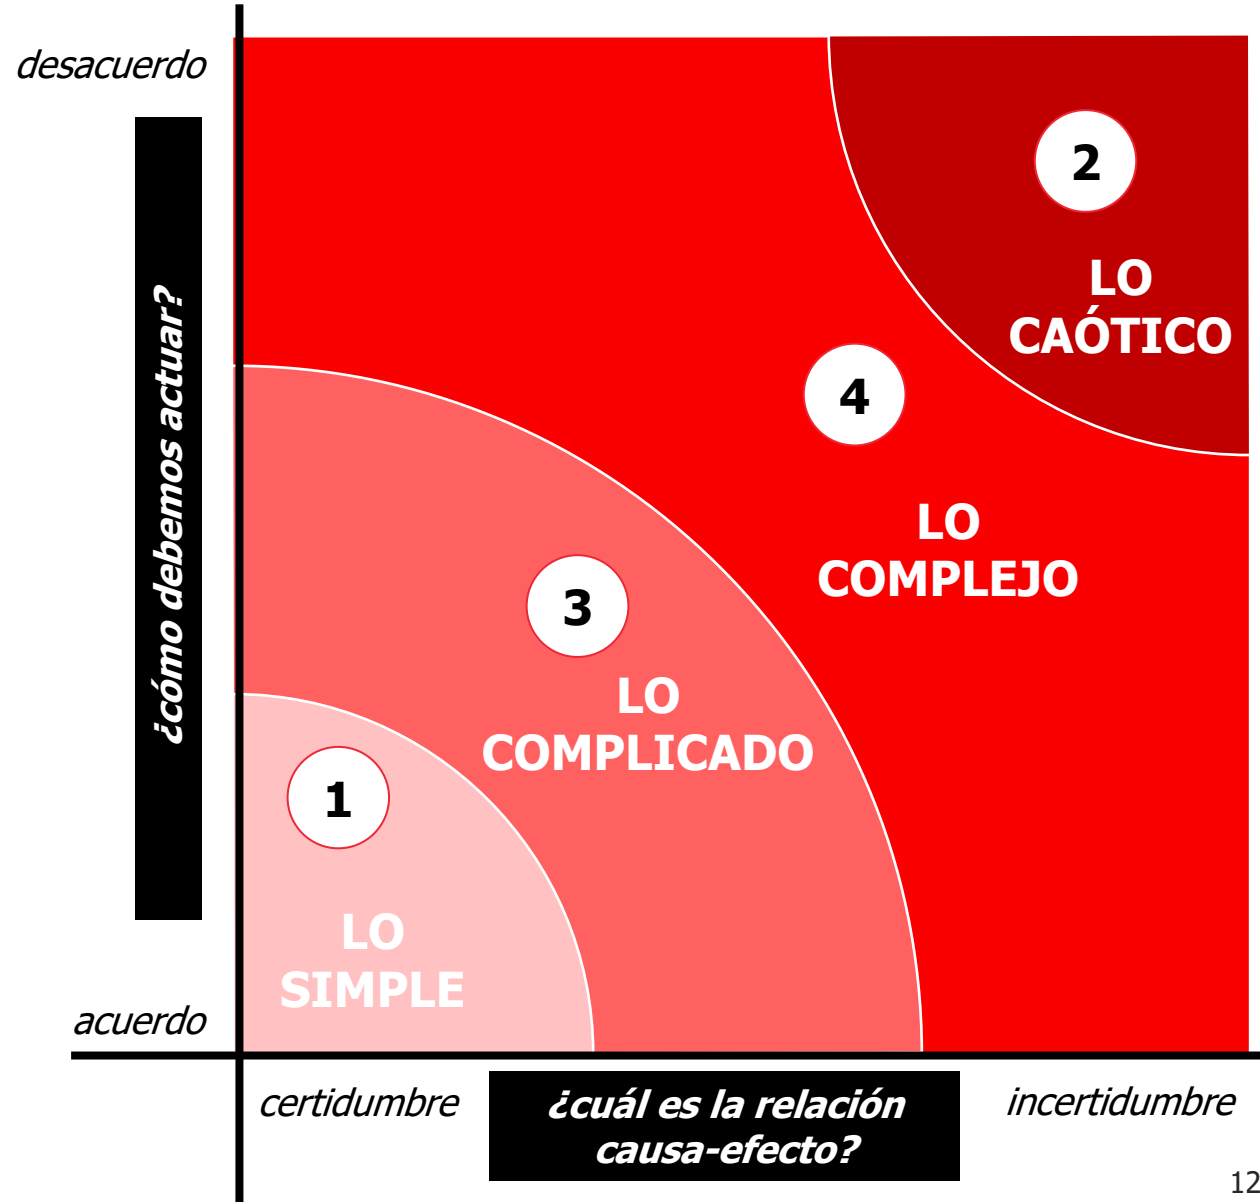 desacuerdo
¿cómo debemos actuar?
acuerdo
2
LO
CAÓTICO
4
LO
COMPLEJO
3
LO
COMPLICADO
1
LO
SIMPLE
certidumbre
¿cuál es la relación
causa-efecto?
incertidumbre
12